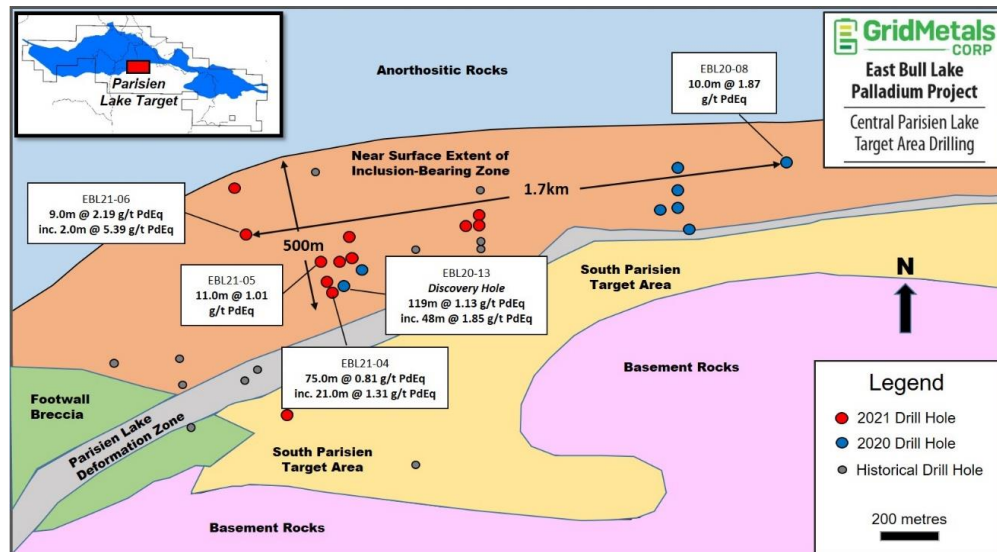 Parisien
Lake Target
Anorthositic Rocks
EBL20-08
10.0m @ 1.87
g/t PdEq
GridMetals
CORP
East Bull Lake
Palladium Project
Central Parisien Lake
Target Area Drilling
Near Surface Extent of
Inclusion-Bearing Zone
1.7km
EBL21-06
9.0m @ 2.19 g/t PdEq
inc. 2.0m @ 5.39 g/t PdEq
500m
EBL21-05
11.0m @ 1.01
g/t PdEq
EBL20-13
Discovery Hole
119m @ 1.13 g/t PdEq
inc. 48m @ 1.85 g/t PdEq
South Parisien
Target Area
N
EBL21-04
75.0m @ 0.81 g/t PdEq
inc. 21.0m @ 1.31 g/t PdEq
Basement Rocks
Footwall
Breccia
Parisien Lake
Deformation Zone
South Parisien
Target Area
Basement Rocks
Legend
2021 Drill Hole
2020 Drill Hole
Historical Drill Hole
200 metres